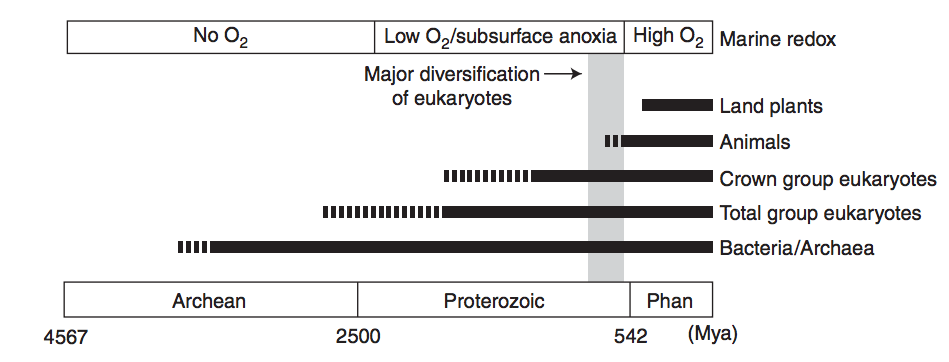 No O2
Low O2/subsurface anoxia
High O2
Marine redox
Major diversification
of eukaryotes
Land plants
Animals
Crown group eukaryotes
Total group eukaryotes
Bacteria/Archaea
Archean
Proterozoic
Phan
4567
2500
542
(Mya)